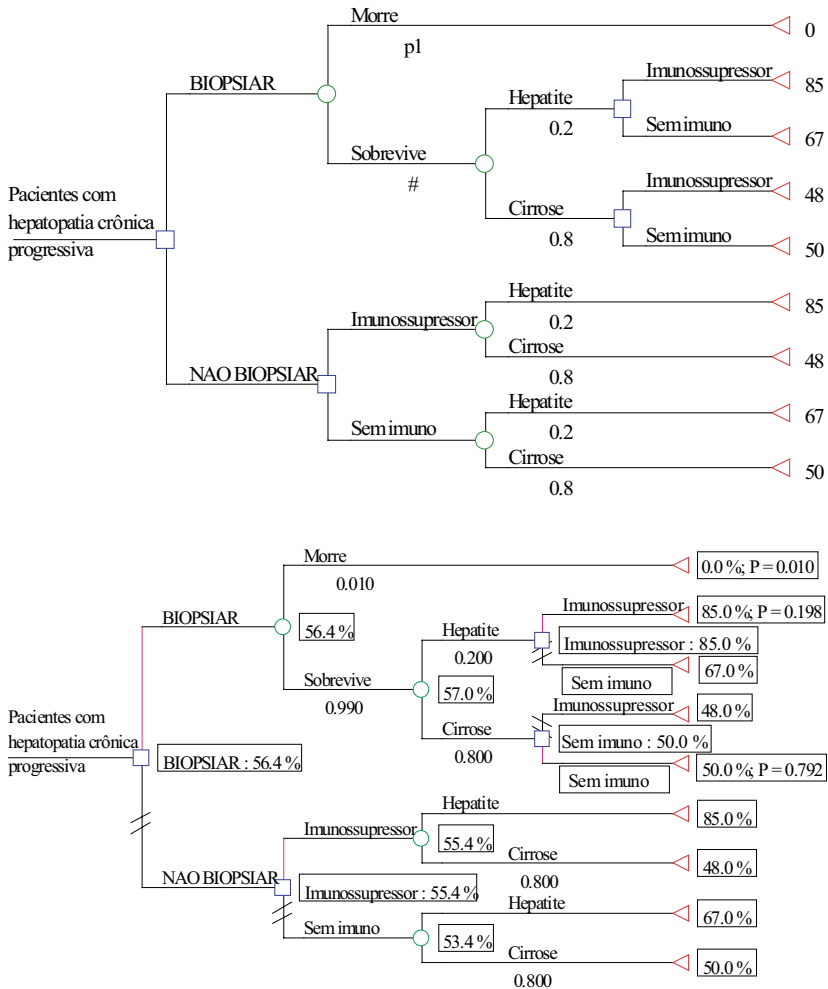 Morre
0
p1
BIOPSIAR
Imunossupressor
85
Hepatite
0.2
Sem imuno
67
Sobrevive
#
Imunossupressor
48
Cirrose
0.8
Sem imuno
50
Pacientes com
hepatopatia crônica
progressiva
Hepatite
85
0.2
Imunossupressor
Cirrose
48
0.8
NAO BIOPSIAR
Hepatite
67
0.2
Sem imuno
Cirrose
50
0.8
Morre
0.0 %; P = 0.010
0.010
BIOPSIAR
56.4 %
Imunossupressor
85.0 %; P = 0.198
Hepatite
0.200
Imunossupressor : 85.0 %
67.0 %
Sem imuno
Sobrevive
0.990
57.0 %
Imunossupressor
48.0 %
Cirrose
0.800
Sem imuno : 50.0 %
50.0 %; P = 0.792
Sem imuno
Pacientes com
hepatopatia crônica
progressiva
BIOPSIAR : 56.4 %
Hepatite
85.0 %
Imunossupressor
55.4 %
Cirrose
48.0 %
0.800
NAO BIOPSIAR
Imunossupressor : 55.4 %
Hepatite
67.0 %
Sem imuno
53.4 %
Cirrose
50.0 %
0.800